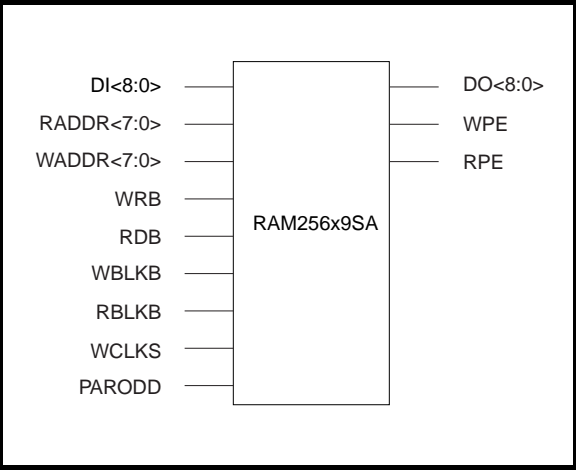 DI<8:0>
DO<8:0>
RADDR<7:0>
WPE
WADDR<7:0>
RPE
WRB
RAM256x9SA
RDB
WBLKB
RBLKB
WCLKS
PARODD